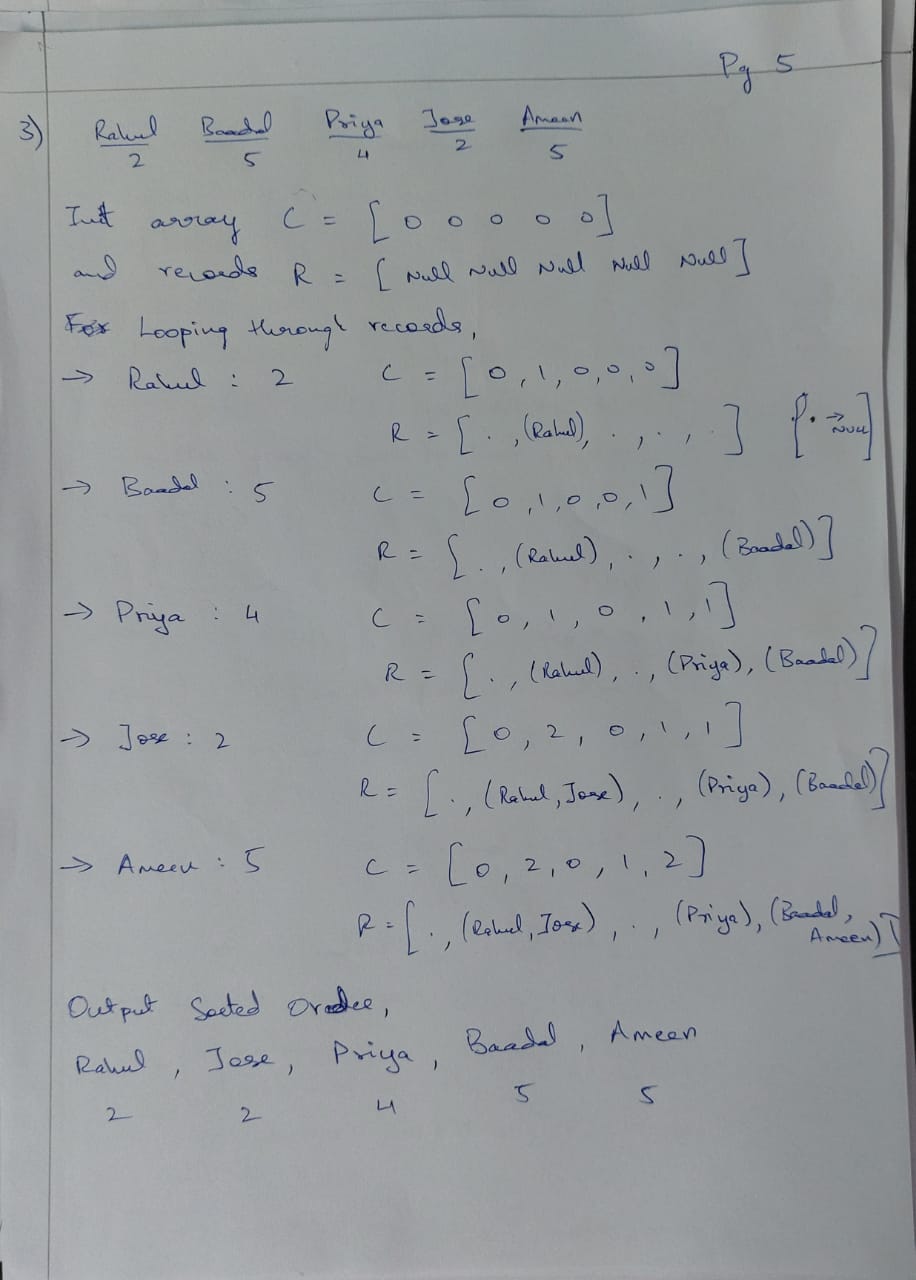 Pg 5
3) Rahul Baadal Priya Jose Ameen
2 5 4 2 5
Init array C = [ 0 0 0 0 0 ]
and records R = [ Null Null Null Null Null ]
For Looping through records,
→ Rahul : 2 C = [ 0, 1, 0, 0, 0 ]
R = [ . , (Rahul), . , . , . ] [ . → NULL ]
→ Baadal : 5 C = [ 0, 1, 0, 0, 1 ]
R = [ . , (Rahul), . , . , (Baadal) ]
→ Priya : 4 C = [ 0, 1, 0, 1, 1 ]
R = [ . , (Rahul), . , (Priya), (Baadal) ]
→ Jose : 2 C = [ 0, 2, 0, 1, 1 ]
R = [ . , (Rahul, Jose), . , (Priya), (Baadal) ]
→ Ameen : 5 C = [ 0, 2, 0, 1, 2 ]
R = [ . , (Rahul, Jose), . , (Priya), (Baadal,
Ameen) ]
Output Sorted Order,
Rahul , Jose , Priya , Baadal , Ameen
2 2 4 5 5